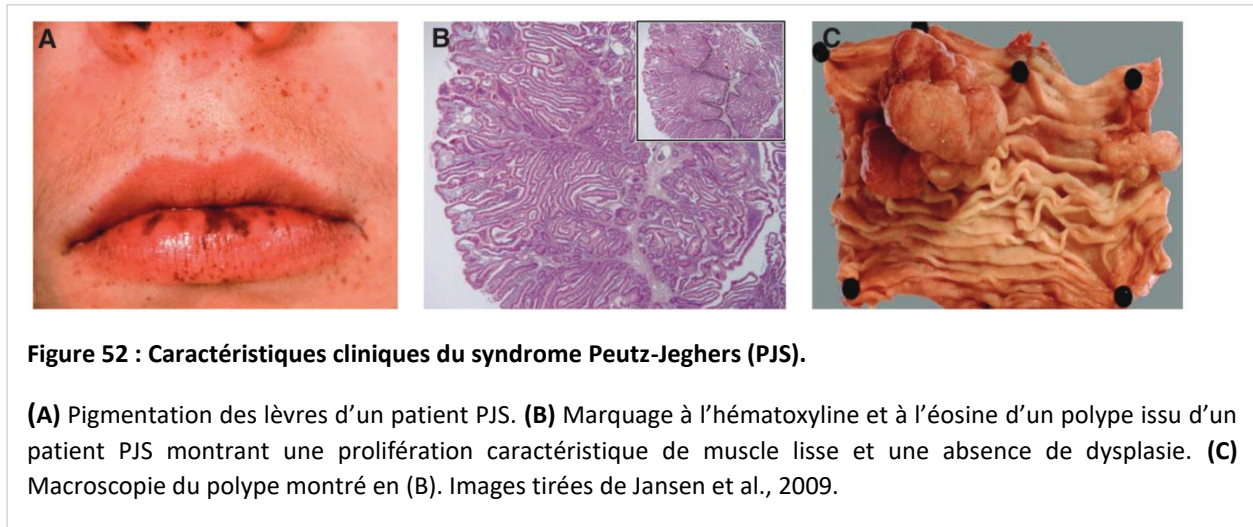 A
B
C
Figure 52 : Caractéristiques cliniques du syndrome Peutz-Jeghers (PJS).
(A) Pigmentation des lèvres d’un patient PJS. (B) Marquage à l’hématoxyline et à l’éosine d’un polype issu d’un
patient PJS montrant une prolifération caractéristique de muscle lisse et une absence de dysplasie. (C)
Macroscopie du polype montré en (B). Images tirées de Jansen et al., 2009.